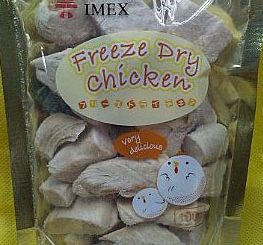 IMEX
Freeze Dry
Chicken
very
delicious